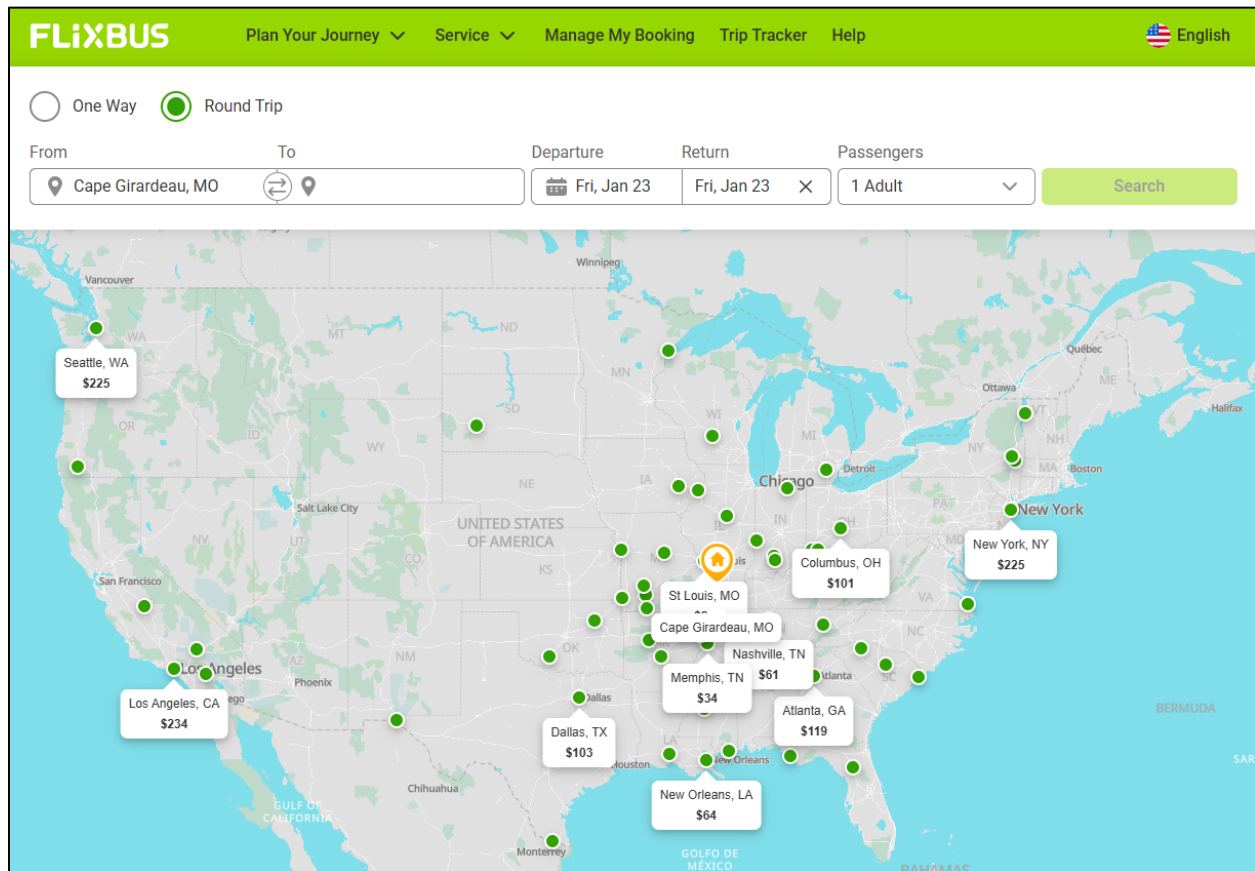 FLiXBUS
Plan Your Journey
Service
Manage My Booking
Trip Tracker
Help
English
One Way
Round Trip
From
To
Departure
Return
Passengers
Cape Girardeau, MO
Fri, Jan 23
Fri, Jan 23
1 Adult
Search
Winnipeg
Vancouver
WA
MT
ND
Québec
Seattle, WA
$225
MN
Ottawa
ME
SD
Halifax
OR
ID
WI
MI
VT
WY
NY
NH
MA
Boston
Detroit
Chicago
IA
NE
Salt Lake City
PA
New York
UNITED STATES
OF AMERICA
IL
IN
OH
NV
UT
CO
MD
New York, NY
$225
KS
Columbus, OH
$101
San Francisco
St Louis, MO
VA
Cape Girardeau, MO
NC
OK
Nashville, TN
$61
Los Angeles
AZ
NM
Memphis, TN
$34
Atlanta
SC
Phoenix
Los Angeles, CA
$234
Dallas
Atlanta, GA
$119
BERMUDA
Dallas, TX
$103
LA
Houston
New Orleans
Chihuahua
New Orleans, LA
$64
GULF OF
CALIFORNIA
Monterrey
GOLFO DE
MÉXICO
BAHAMAS